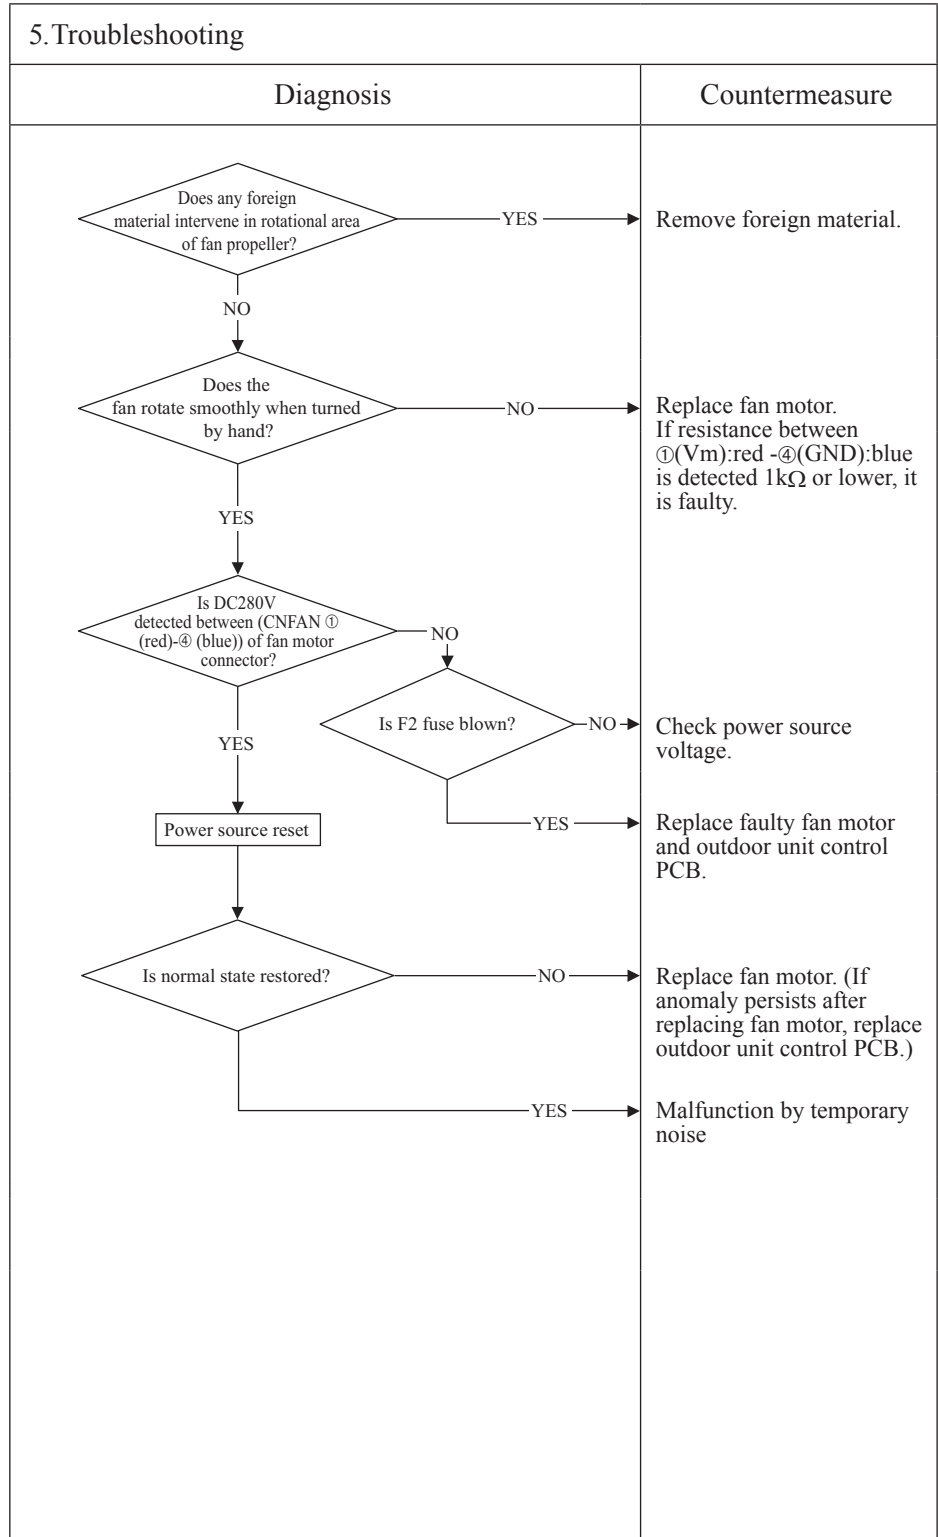 5.Troubleshooting
Diagnosis
Countermeasure
Does any foreign
material intervene in rotational area
of fan propeller?
YES
Remove foreign material.
NO
Does the
fan rotate smoothly when turned
by hand?
NO
Replace fan motor.
If resistance between
①(Vm):red -④(GND):blue
is detected 1kΩ or lower, it
is faulty.
YES
Is DC280V
detected between (CNFAN ①
(red)-④ (blue)) of fan motor
connector?
NO
Is F2 fuse blown?
NO
Check power source
voltage.
YES
YES
Replace faulty fan motor
and outdoor unit control
PCB.
Power source reset
Is normal state restored?
NO
Replace fan motor. (If
anomaly persists after
replacing fan motor, replace
outdoor unit control PCB.)
YES
Malfunction by temporary
noise